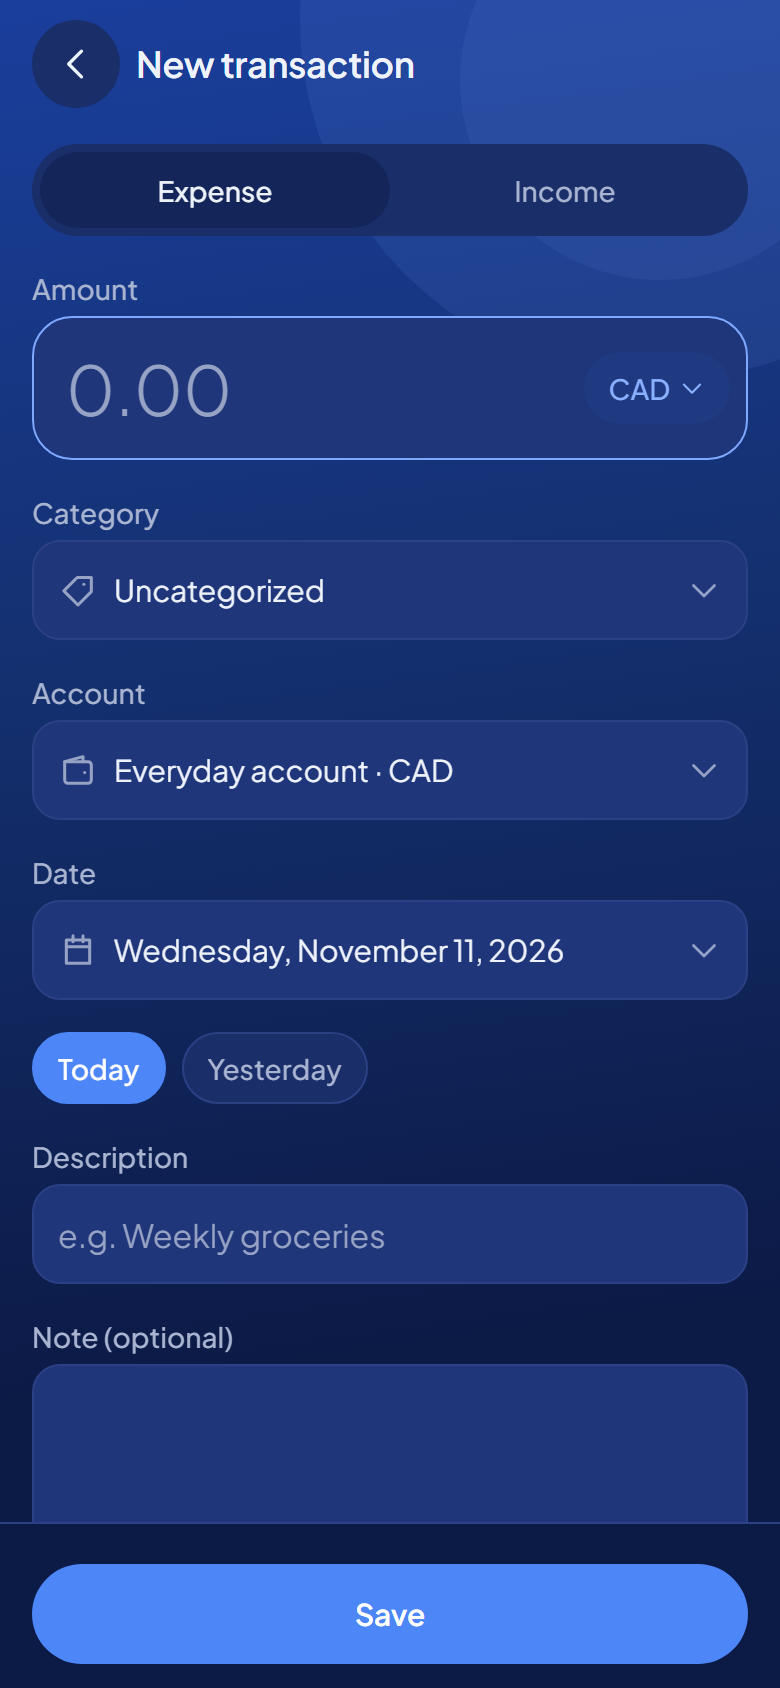 New transaction
Expense Income
Amount
0.00 CAD
Category
Uncategorized
Account
Everyday account · CAD
Date
Wednesday, November 11, 2026
Today Yesterday
Description
e.g. Weekly groceries
Note (optional)
Save